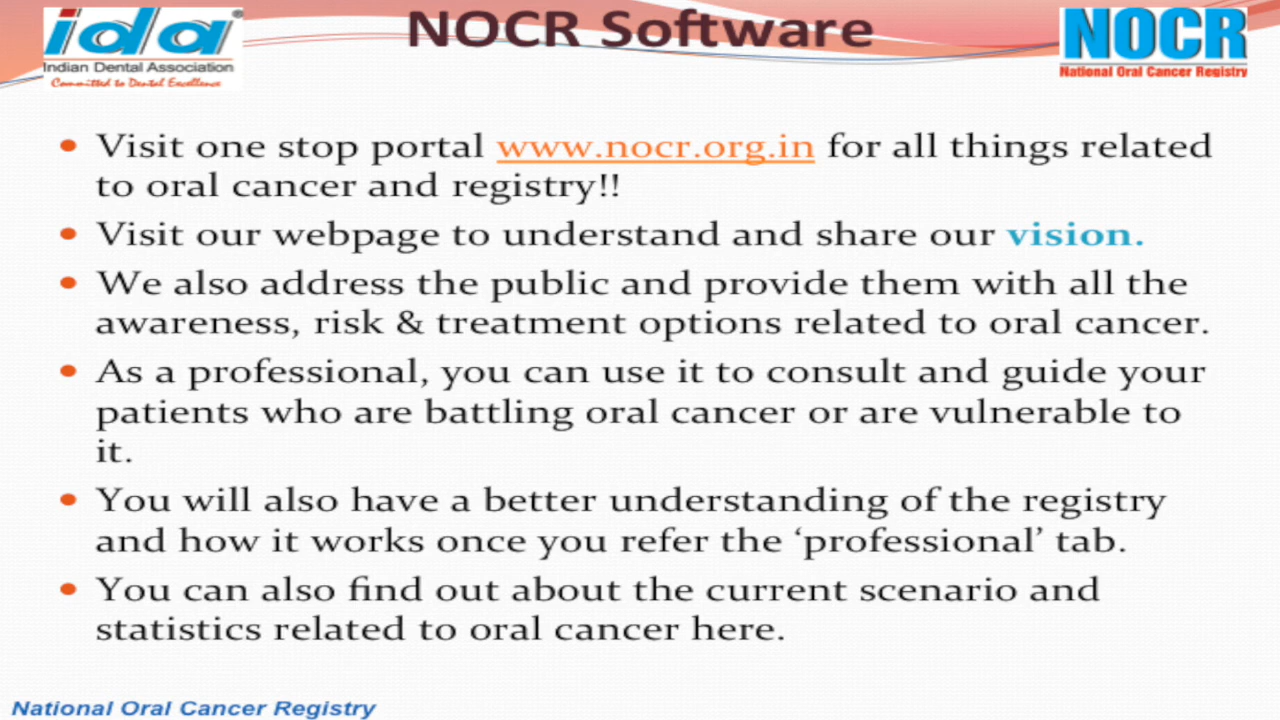 ida
Indian Dental Association
Committed to Dental Excellence
NOCR Software
NOCR
National Oral Cancer Registry
• Visit one stop portal www.nocr.org.in for all things related
to oral cancer and registry!!
• Visit our webpage to understand and share our vision.
• We also address the public and provide them with all the
awareness, risk & treatment options related to oral cancer.
• As a professional, you can use it to consult and guide your
patients who are battling oral cancer or are vulnerable to
it.
• You will also have a better understanding of the registry
and how it works once you refer the ‘professional’ tab.
• You can also find out about the current scenario and
statistics related to oral cancer here.
National Oral Cancer Registry